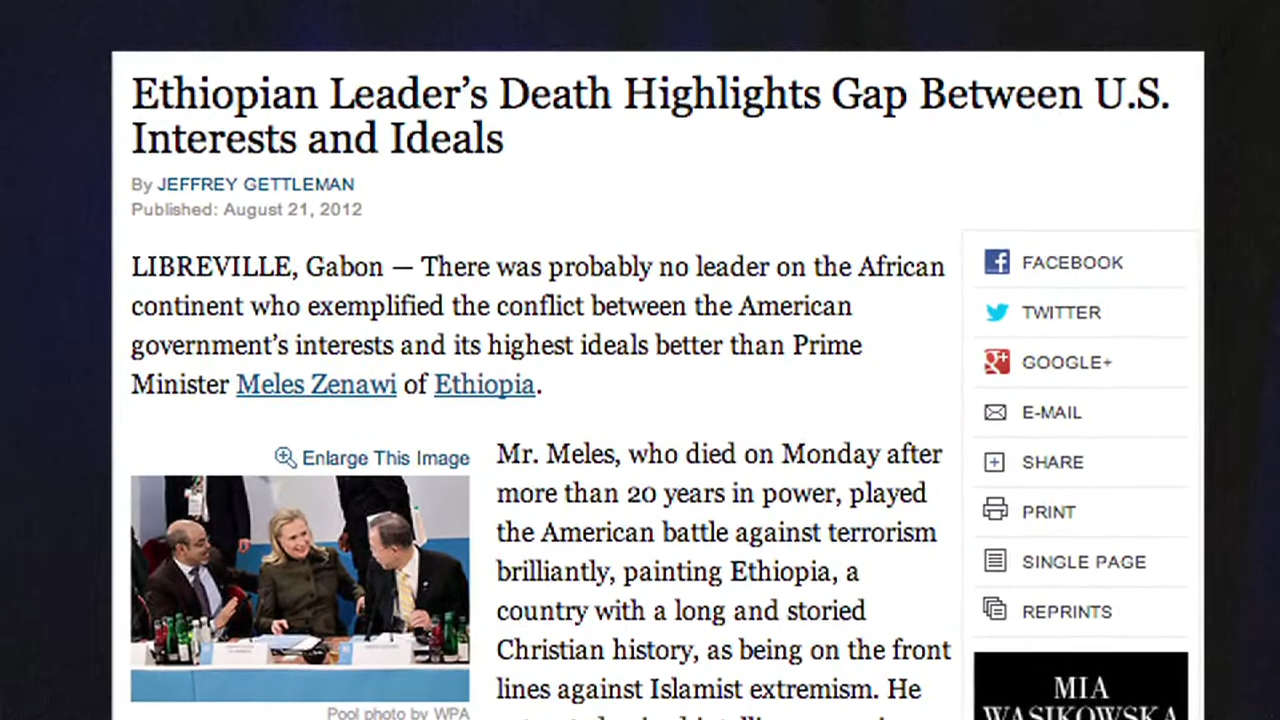 Ethiopian Leader’s Death Highlights Gap Between U.S.
Interests and Ideals
By JEFFREY GETTLEMAN
Published: August 21, 2012
LIBREVILLE, Gabon — There was probably no leader on the African
continent who exemplified the conflict between the American
government’s interests and its highest ideals better than Prime
Minister Meles Zenawi of Ethiopia.
Enlarge This Image
Pool photo by WPA
Mr. Meles, who died on Monday after
more than 20 years in power, played
the American battle against terrorism
brilliantly, painting Ethiopia, a
country with a long and storied
Christian history, as being on the front
lines against Islamist extremism. He
FACEBOOK
TWITTER
GOOGLE+
E-MAIL
SHARE
PRINT
SINGLE PAGE
REPRINTS
MIA
WASIKOWSKA